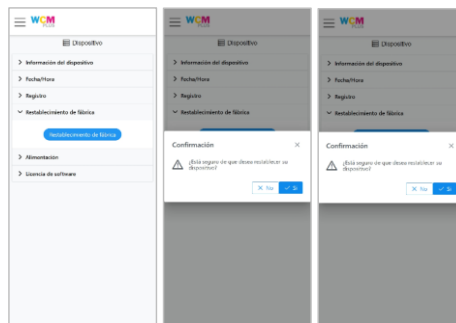 WCM
Dispositivo
Información del dispositivo
Fecha/Hora
Registro
Restablecimiento de fábrica
Restablecimiento de fábrica
Alimentación
Licencia de software
WCM
Dispositivo
Información del dispositivo
Fecha/Hora
Registro
Restablecimiento de fábrica
Confirmación
¿Está seguro de que desea restablecer su
dispositivo?
No
Sí
WCM
Dispositivo
Información del dispositivo
Fecha/Hora
Registro
Restablecimiento de fábrica
Confirmación
¿Está seguro de que desea restablecer su
dispositivo?
No
Sí